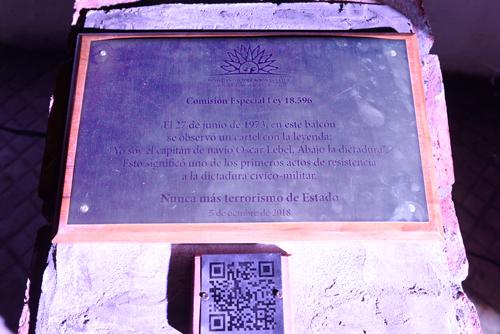 Comisión Especial Ley 18.596
El 27 de junio de 1973, en este balcón
se observó un cartel con la leyenda:
"Yo soy el capitán de navío Oscar Lebel. Abajo la dictadura".
Esto significó uno de los primeros actos de resistencia
a la dictadura cívico-militar.
Nunca más terrorismo de Estado
5 de octubre de 2018